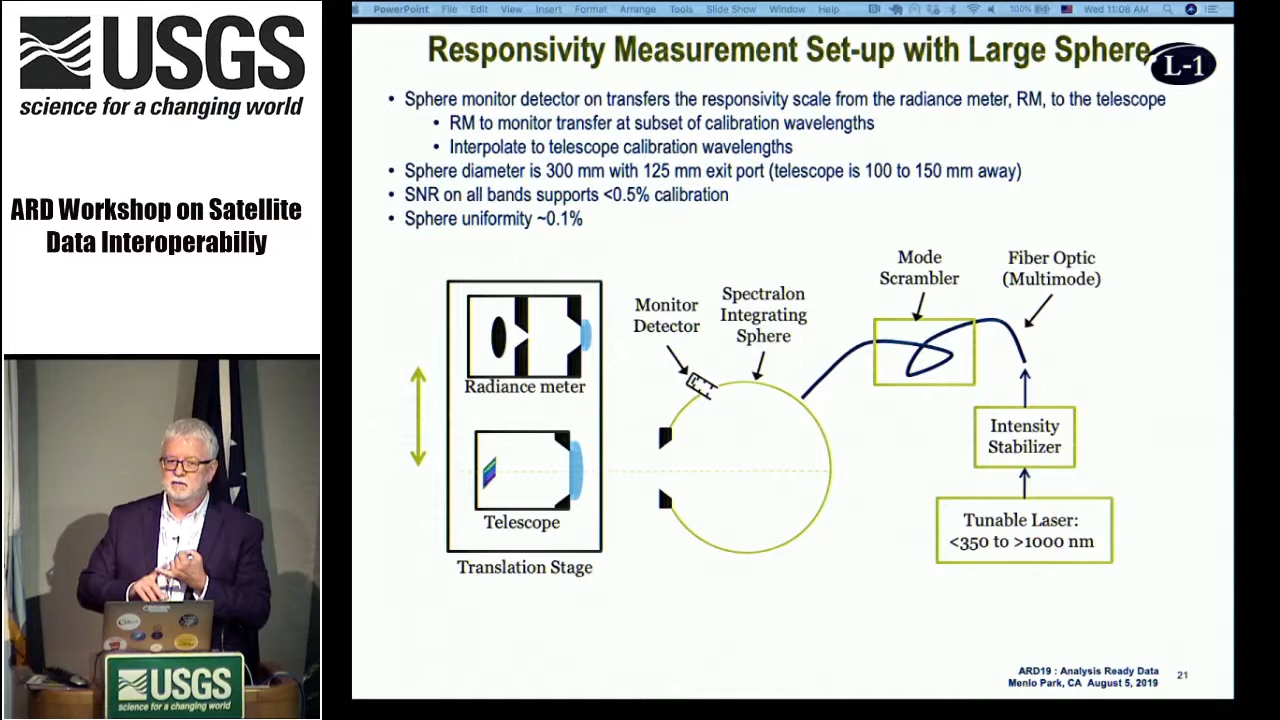 USGS
science for a changing world
ARD Workshop on Satellite
Data Interoperabiliy
PowerPoint File Edit View Insert Format Arrange Tools Slide Show Window Help 100% Wed 11:08 AM
Responsivity Measurement Set-up with Large Sphere
L-1
• Sphere monitor detector on transfers the responsivity scale from the radiance meter, RM, to the telescope
• RM to monitor transfer at subset of calibration wavelengths
• Interpolate to telescope calibration wavelengths
• Sphere diameter is 300 mm with 125 mm exit port (telescope is 100 to 150 mm away)
• SNR on all bands supports <0.5% calibration
• Sphere uniformity ~0.1%
Mode
Scrambler
Fiber Optic
(Multimode)
Monitor
Detector
Spectralon
Integrating
Sphere
Radiance meter
Telescope
Translation Stage
Intensity
Stabilizer
Tunable Laser:
<350 to >1000 nm
ARD19 : Analysis Ready Data
Menlo Park, CA August 5, 2019
21
USGS
science for a changing world